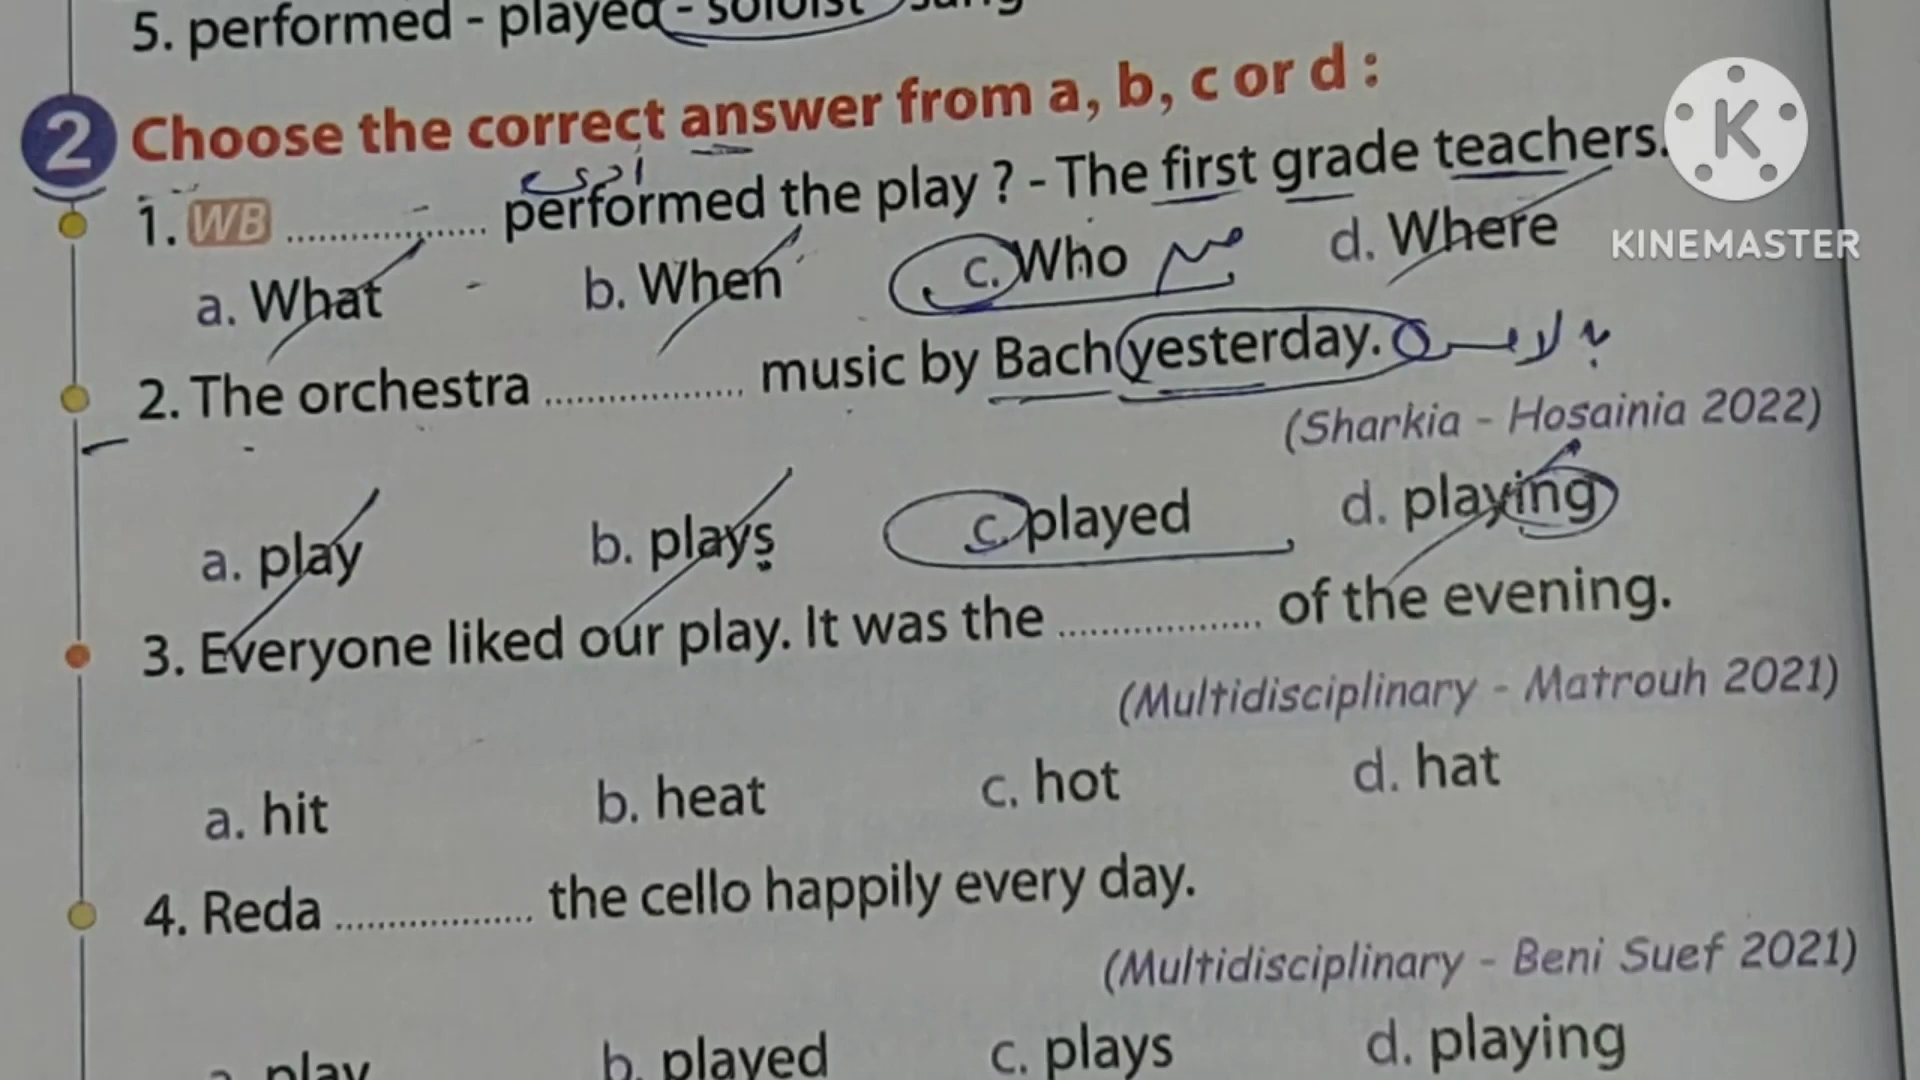 5. performed - played - soloist - sang
2 Choose the correct answer from a, b, c or d :
1. WB .................. performed the play ? - The first grade teachers.
a. What b. When c. Who d. Where
2. The orchestra .................. music by Bach yesterday.
(Sharkia - Hosainia 2022)
a. play b. plays c. played d. playing
3. Everyone liked our play. It was the .................. of the evening.
(Multidisciplinary - Matrouh 2021)
a. hit b. heat c. hot d. hat
4. Reda .................. the cello happily every day.
(Multidisciplinary - Beni Suef 2021)
a. play b. played c. plays d. playing
K
KINEMASTER